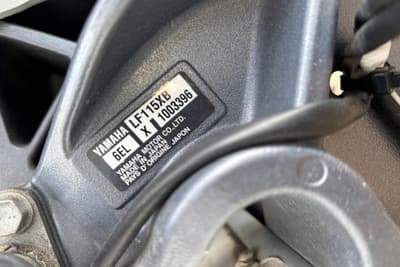 YAMAHA LF115XB
6EL X 1003396
YAMAHA MOTOR CO.,LTD.
MADE IN JAPAN
PAYS D'ORIGINE JAPON